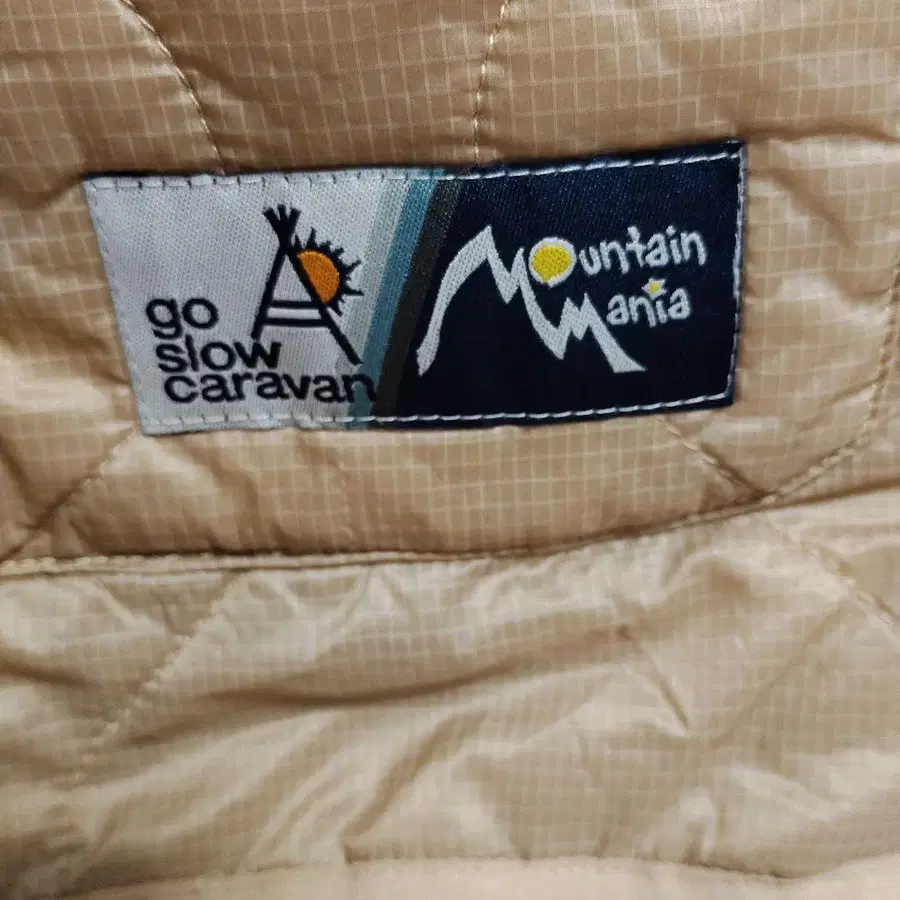 go
slow
caravan
Mountain
Mania